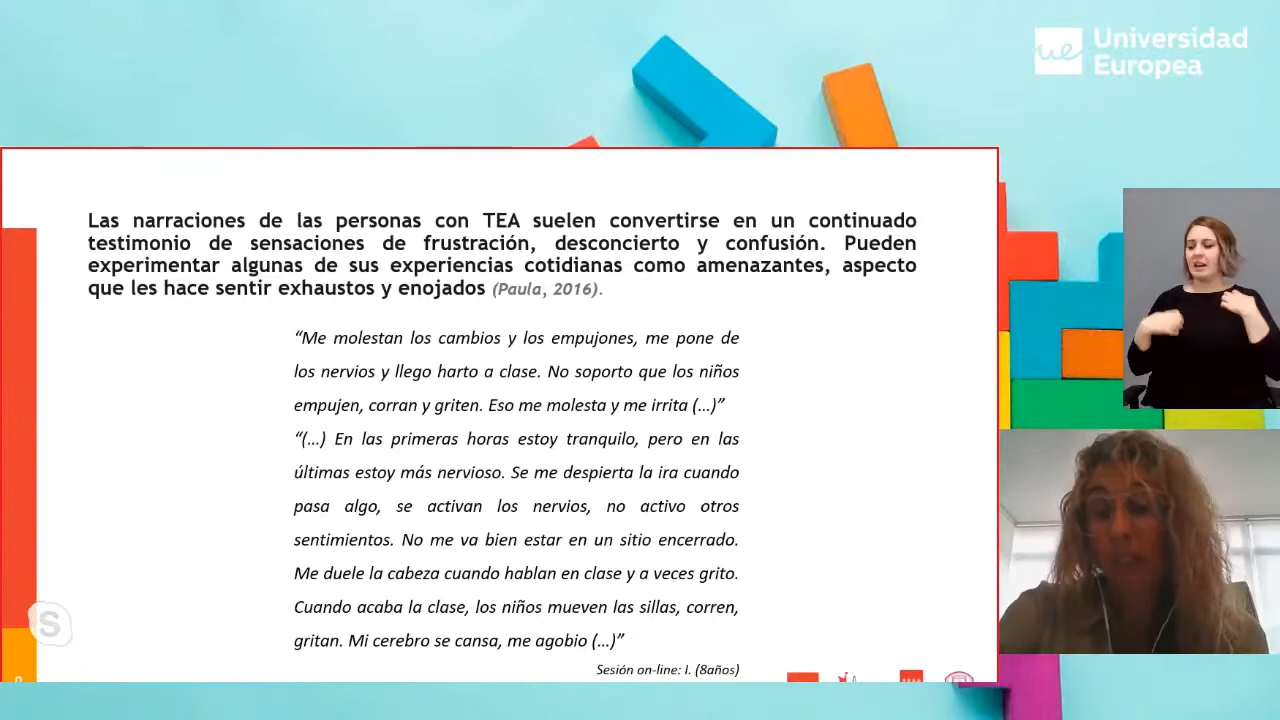 Universidad
Europea
Las narraciones de las personas con TEA suelen convertirse en un continuado
testimonio de sensaciones de frustración, desconcierto y confusión. Pueden
experimentar algunas de sus experiencias cotidianas como amenazantes, aspecto
que les hace sentir exhaustos y enojados (Paula, 2016).
“Me molestan los cambios y los empujones, me pone de
los nervios y llego harto a clase. No soporto que los niños
empujen, corran y griten. Eso me molesta y me irrita (...)”
“(...) En las primeras horas estoy tranquilo, pero en las
últimas estoy más nervioso. Se me despierta la ira cuando
pasa algo, se activan los nervios, no activo otros
sentimientos. No me va bien estar en un sitio encerrado.
Me duele la cabeza cuando hablan en clase y a veces grito.
Cuando acaba la clase, los niños mueven las sillas, corren,
gritan. Mi cerebro se cansa, me agobio (...)”
Sesión on-line: I. (8años)
S